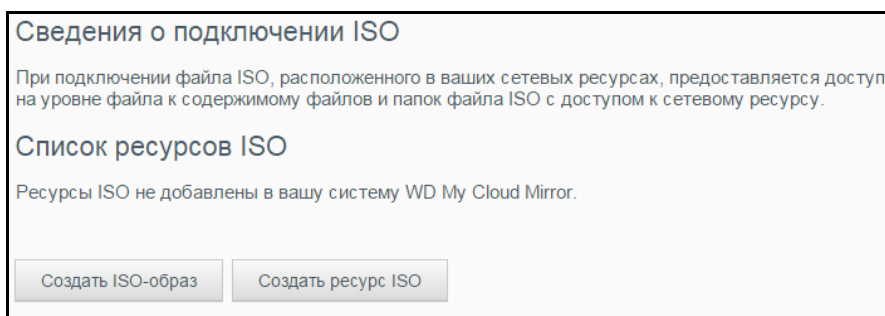 Сведения о подключении ISO
При подключении файла ISO, расположенного в ваших сетевых ресурсах, предоставляется доступ
на уровне файла к содержимому файлов и папок файла ISO с доступом к сетевому ресурсу.
Список ресурсов ISO
Ресурсы ISO не добавлены в вашу систему WD My Cloud Mirror.
Создать ISO-образ Создать ресурс ISO